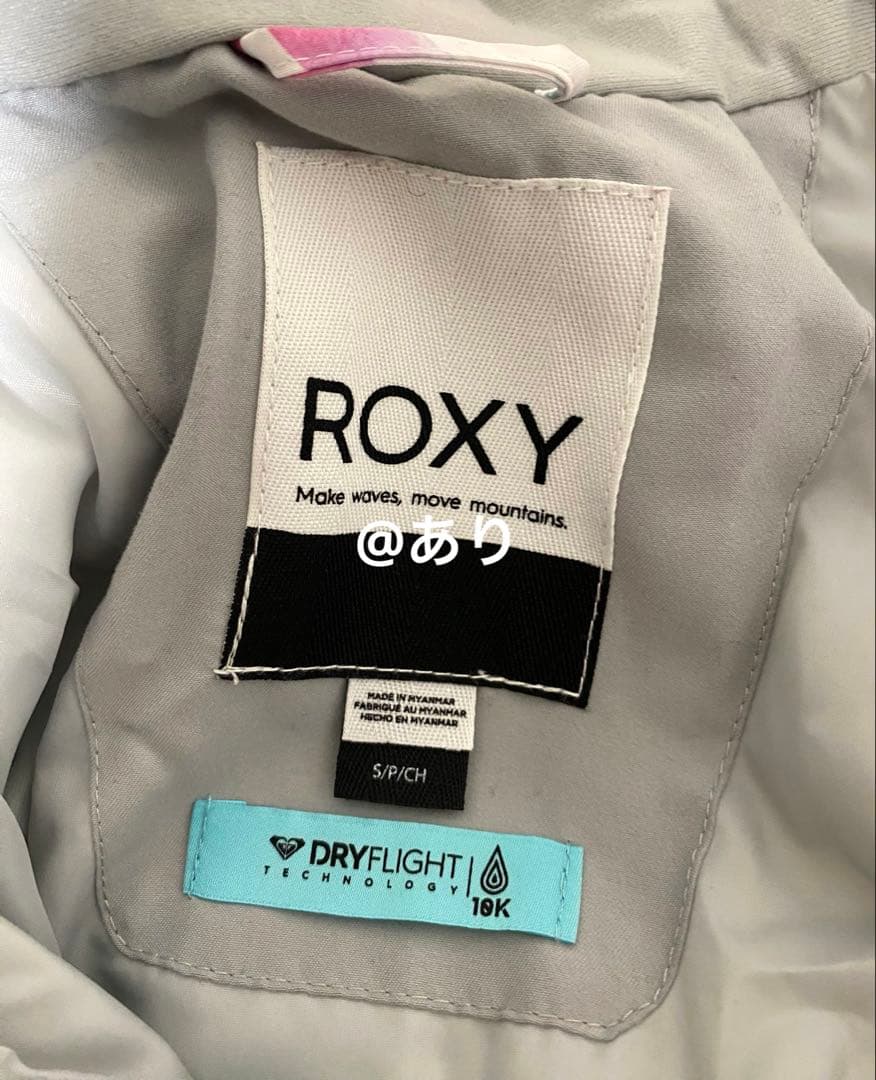 ROXY
Make waves, move mountains.
@あり
MADE IN MYANMAR
FABRIQUÉ AU MYANMAR
HECHO EN MYANMAR
S/P/CH
DRYFLIGHT
TECHNOLOGY
10K